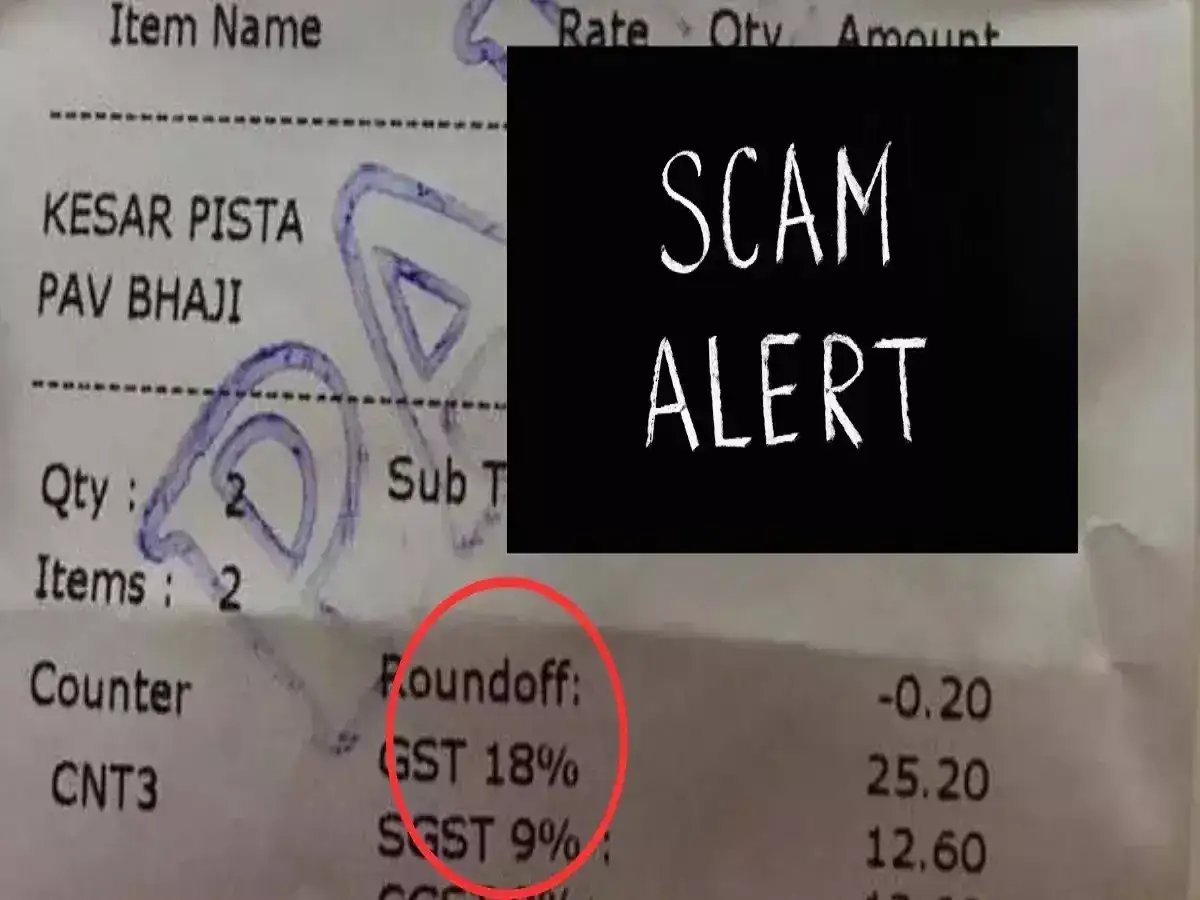 Item Name Rate Qty Amount
KESAR PISTA
PAV BHAJI
SCAM
ALERT
Qty : 2 Sub T
Items : 2
Counter Roundoff: -0.20
GST 18% 25.20
CNT3
SGST 9% : 12.60